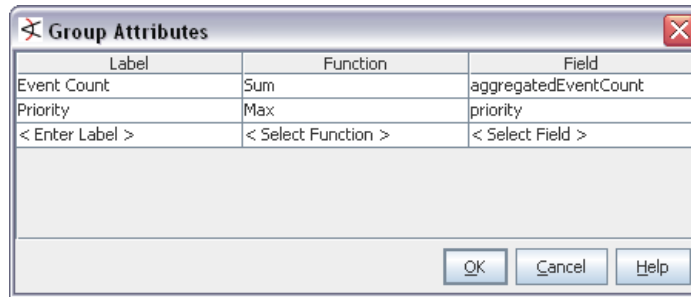 Group Attributes
Label Function Field
Event Count Sum aggregatedEventCount
Priority Max priority
< Enter Label > < Select Function > < Select Field >
OK Cancel Help